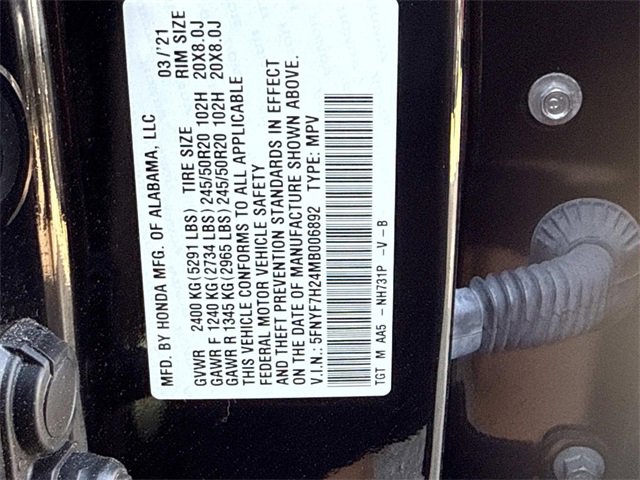 MFD. BY HONDA MFG. OF ALABAMA, LLC 03/'21
GVWR 2400 KG(5291 LBS) TIRE SIZE RIM SIZE
GAWR F 1240 KG(2734 LBS)245/50R20 102H 20X8.0J
GAWR R 1345 KG(2965 LBS)245/50R20 102H 20X8.0J
THIS VEHICLE CONFORMS TO ALL APPLICABLE
FEDERAL MOTOR VEHICLE SAFETY
AND THEFT PREVENTION STANDARDS IN EFFECT
ON THE DATE OF MANUFACTURE SHOWN ABOVE.
V.I.N.: 5FNYF7H24MB006892 TYPE: MPV
TGT M AA5 - NH731P -V-B